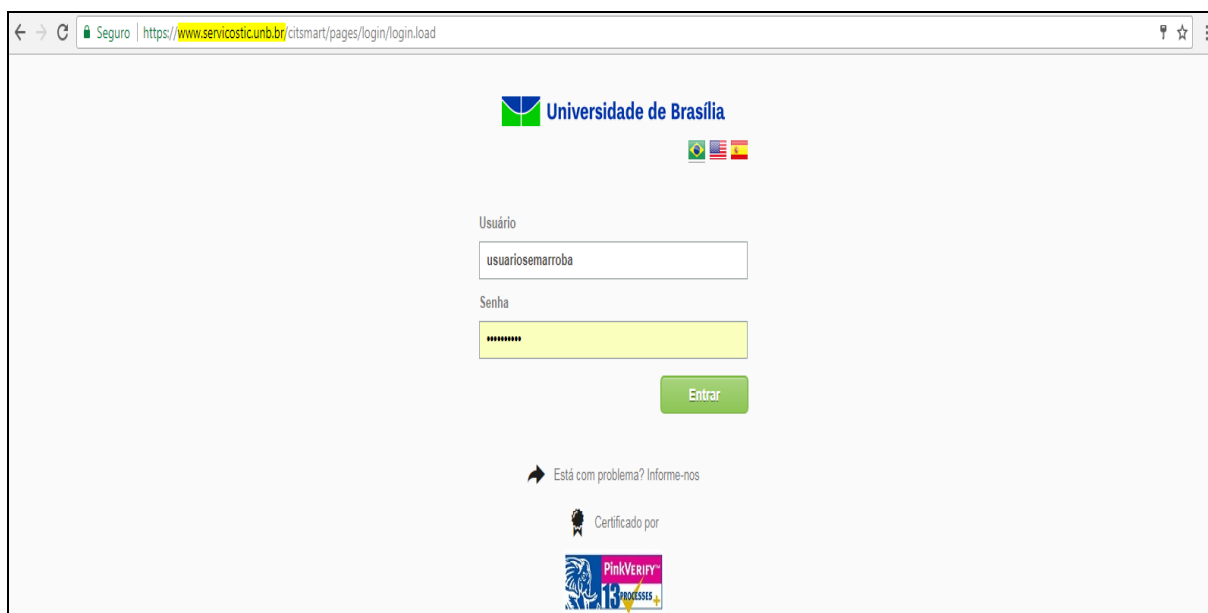 Seguro | https://www.servicostic.unb.br/citsmart/pages/login/login.load
Universidade de Brasília
Usuário
usuariosemarroba
Senha
••••••••••
Entrar
Está com problema? Informe-nos
Certificado por
PinkVERIFY™
13 PROCESSES +